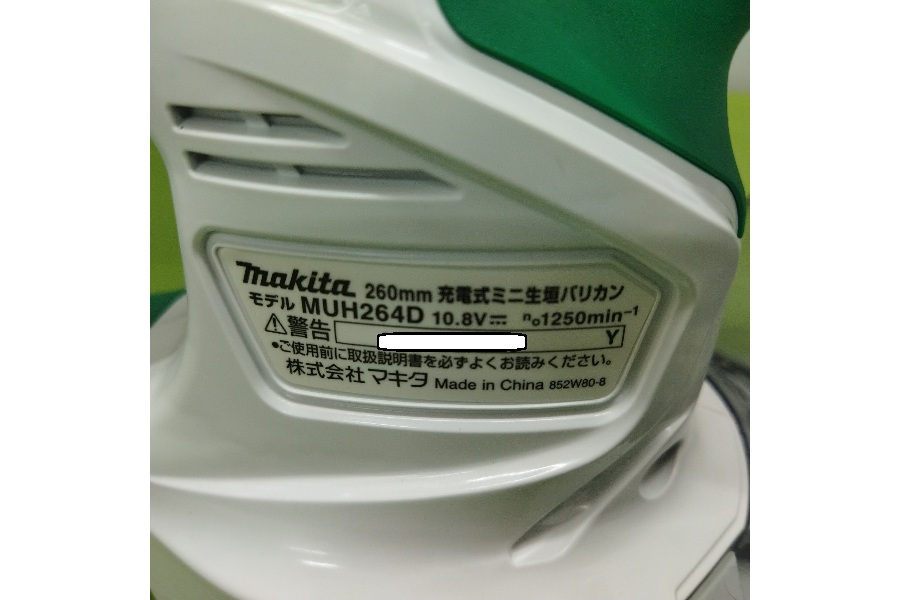 makita 260mm 充電式ミニ生垣バリカン
モデル MUH264D 10.8V⎓ n₀1250min⁻¹
⚠警告 Y
●ご使用前に取扱説明書を必ずよくお読みください。
株式会社 マキタ Made in China 852W80-8